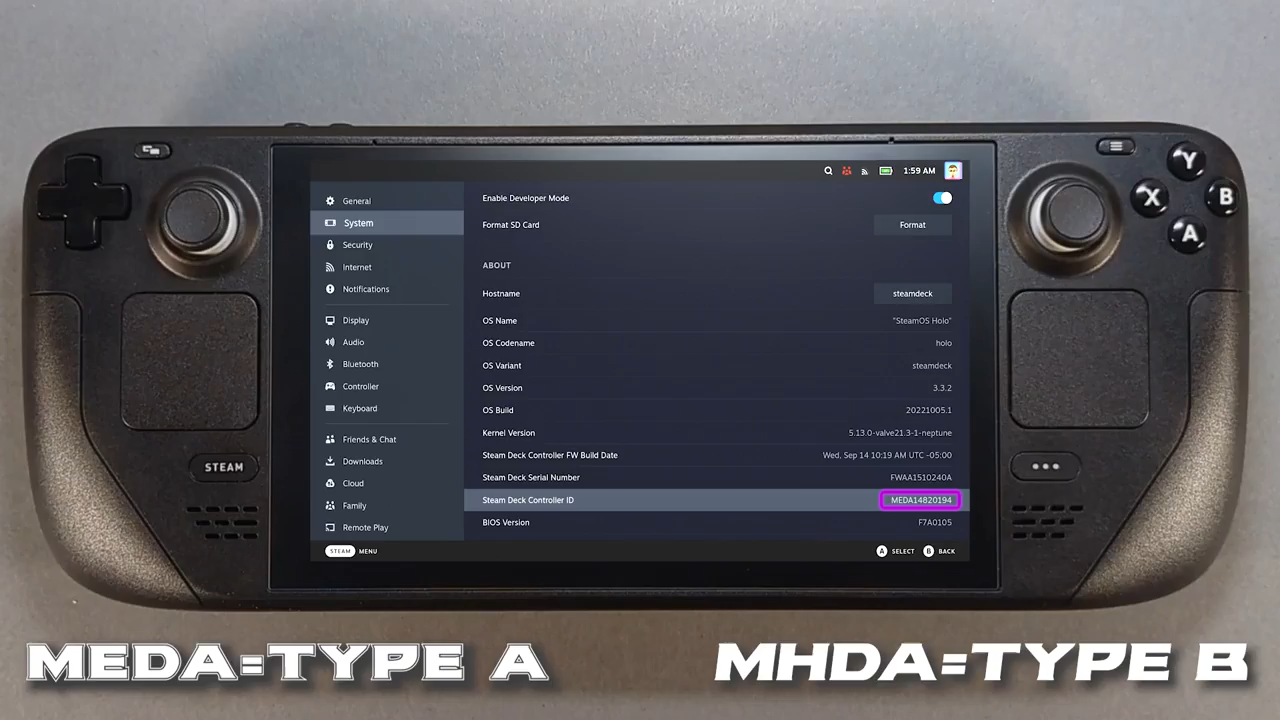 1:59 AM
General
System
Security
Internet
Notifications
Display
Audio
Bluetooth
Controller
Keyboard
Friends & Chat
Downloads
Cloud
Family
Remote Play
Enable Developer Mode
Format SD Card Format
ABOUT
Hostname steamdeck
OS Name "SteamOS Holo"
OS Codename holo
OS Variant steamdeck
OS Version 3.3.2
OS Build 20221005.1
Kernel Version 5.13.0-valve21.3-1-neptune
Steam Deck Controller FW Build Date Wed, Sep 14 10:19 AM UTC -05:00
Steam Deck Serial Number FWAA1510240A
Steam Deck Controller ID MEDA14820194
BIOS Version F7A0105
STEAM MENU
A SELECT B BACK
Y
X
B
A
STEAM
MEDA=TYPE A
MHDA=TYPE B